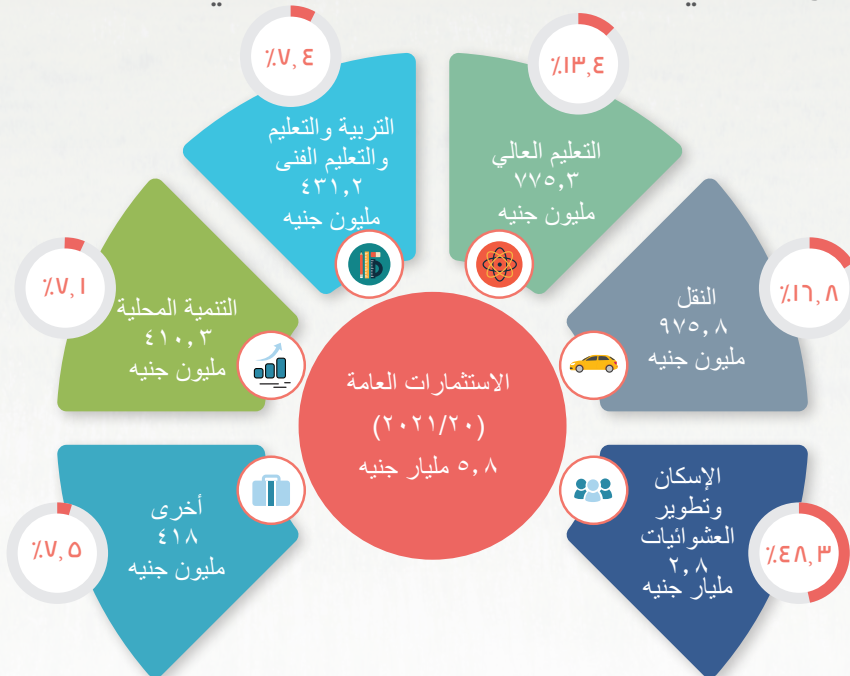 ٪١٣,٤
التعليم العالي
٧٧٥,٣
مليون جنيه
٪٧,٤
التربية والتعليم
والتعليم الفنى
٤٣١,٢
مليون جنيه
٪١٦,٨
النقل
٩٧٥,٨
مليون جنيه
٪٧,١
التنمية المحلية
٤١٠,٣
مليون جنيه
الاستثمارات العامة
(٢٠٢١/٢٠)
٥,٨ مليار جنيه
٪٤٨,٣
الإسكان
وتطوير
العشوائيات
٢,٨
مليار جنيه
٪٧,٥
أخرى
٤١٨
مليون جنيه